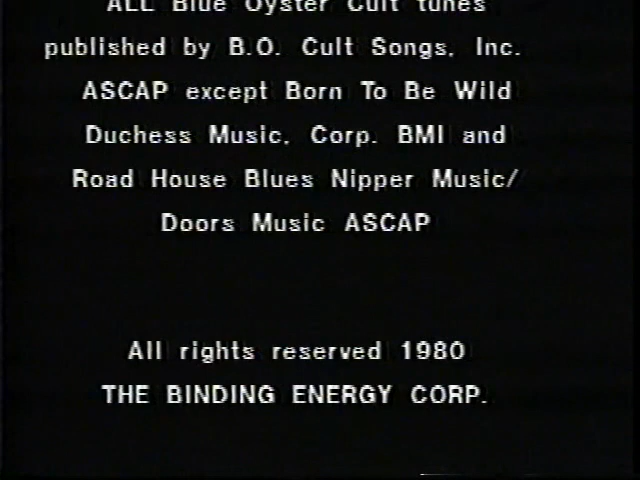 ALL Blue Oyster Cult tunes
published by B.O. Cult Songs, Inc.
ASCAP except Born To Be Wild
Duchess Music, Corp. BMI and
Road House Blues Nipper Music/
Doors Music ASCAP
All rights reserved 1980
THE BINDING ENERGY CORP.